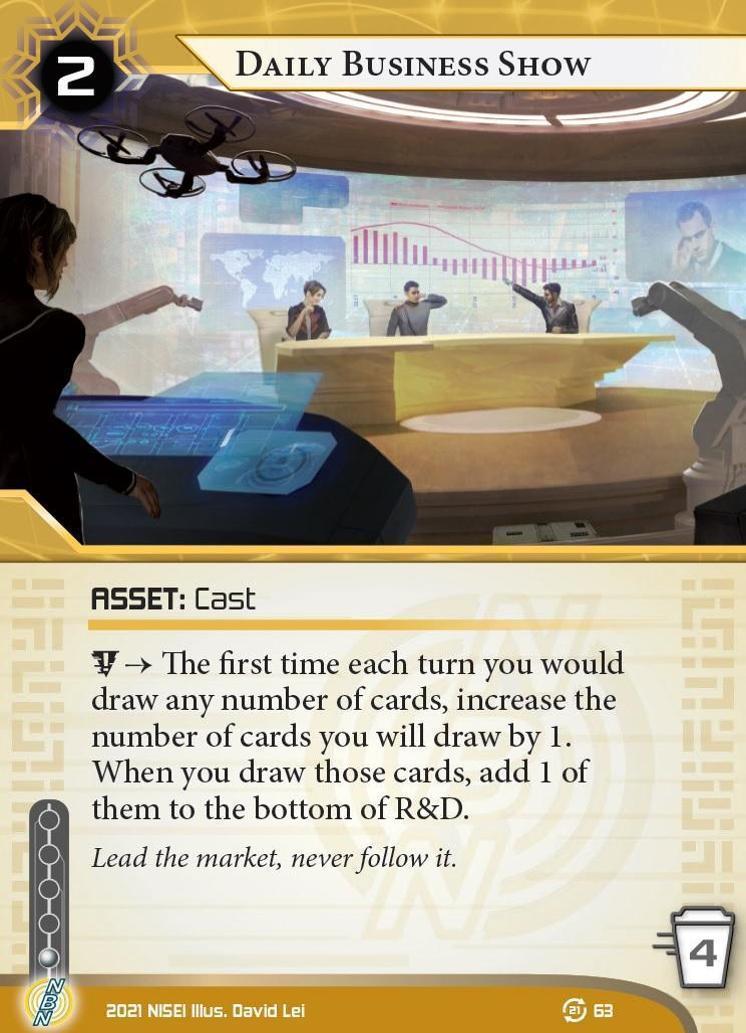 2
Daily Business Show
ASSET: Cast
→ The first time each turn you would
draw any number of cards, increase the
number of cards you will draw by 1.
When you draw those cards, add 1 of
them to the bottom of R&D.
Lead the market, never follow it.
4
NBN
2021 NISEI Illus. David Lei
21 63